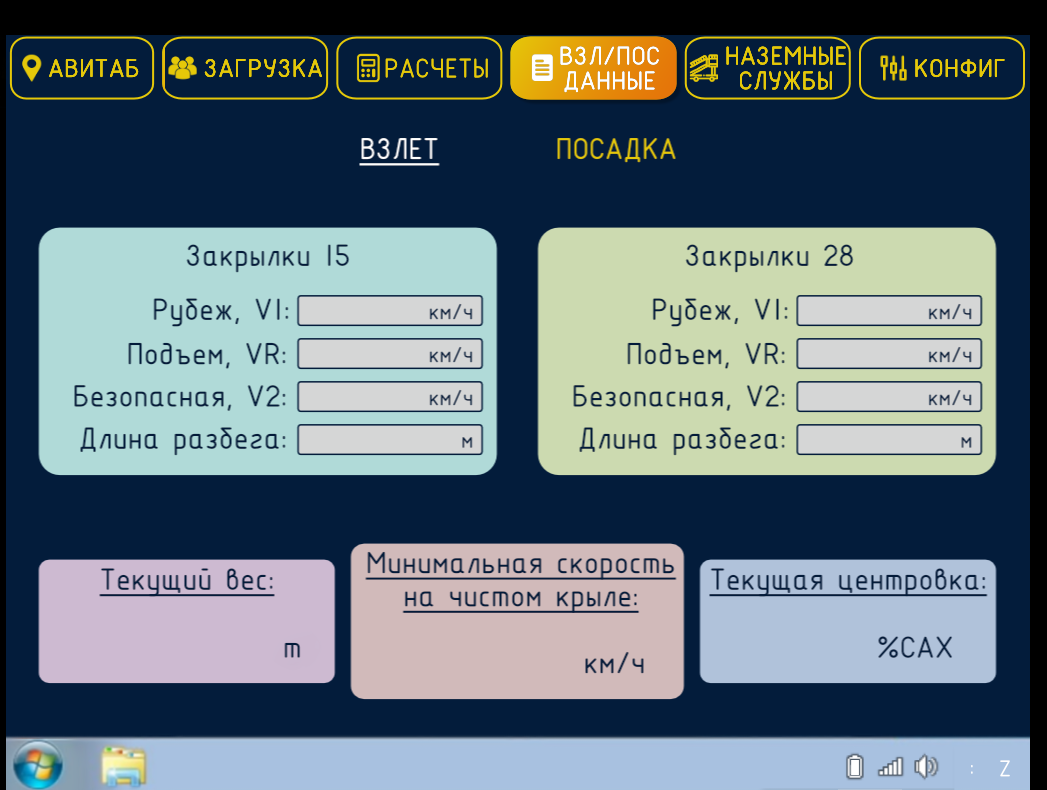 АВИТАБ
ЗАГРУЗКА
РАСЧЕТЫ
ВЗЛ/ПОС
ДАННЫЕ
НАЗЕМНЫЕ
СЛУЖБЫ
КОНФИГ
ВЗЛЕТ
ПОСАДКА
Закрылки 15
Рубеж, V1: км/ч
Подъем, VR: км/ч
Безопасная, V2: км/ч
Длина разбега: м
Закрылки 28
Рубеж, V1: км/ч
Подъем, VR: км/ч
Безопасная, V2: км/ч
Длина разбега: м
Текущий вес:
т
Минимальная скорость
на чистом крыле:
км/ч
Текущая центровка:
%САХ
: Z